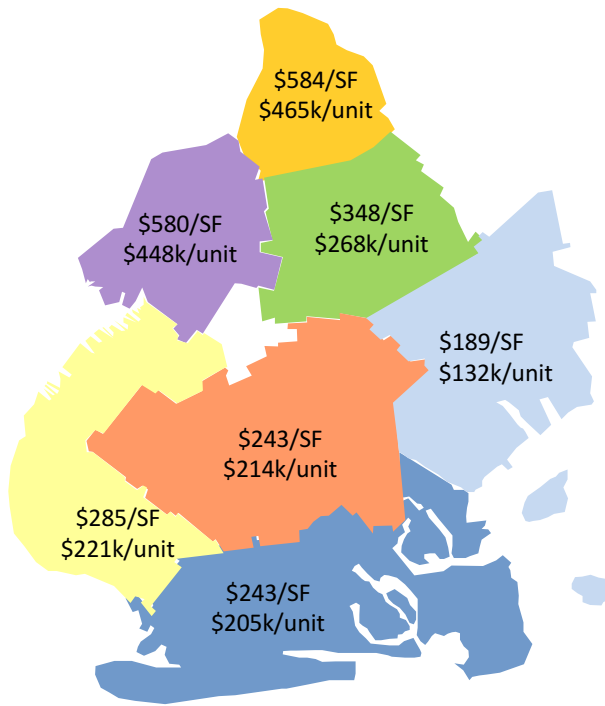 $584/SF
$465k/unit
$580/SF
$448k/unit
$348/SF
$268k/unit
$189/SF
$132k/unit
$243/SF
$214k/unit
$285/SF
$221k/unit
$243/SF
$205k/unit